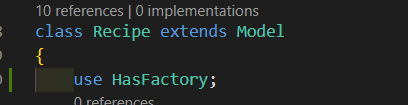 10 references | 0 implementations
class Recipe extends Model
{
use HasFactory;
0 references